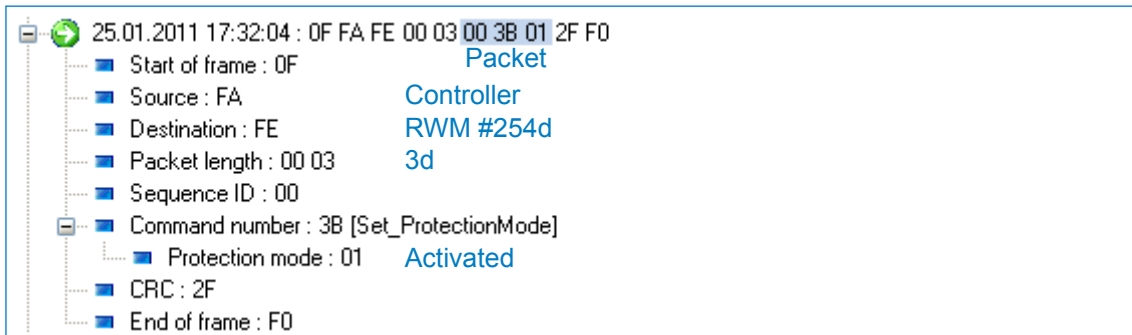 25.01.2011 17:32:04 : 0F FA FE 00 03 00 3B 01 2F F0
Packet
Start of frame : 0F
Source : FA Controller
Destination : FE RWM #254d
Packet length : 00 03 3d
Sequence ID : 00
Command number : 3B [Set_ProtectionMode]
Protection mode : 01 Activated
CRC : 2F
End of frame : F0